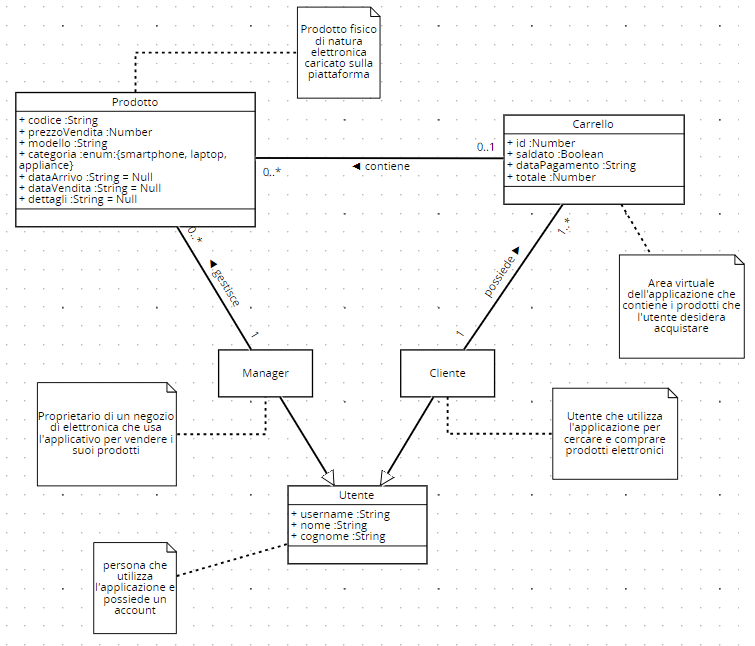 Prodotto fisico
di natura
elettronica
caricato sulla
piattaforma
Prodotto
+ codice :String
+ prezzoVendita :Number
+ modello :String
+ categoria :enum:{smartphone, laptop,
appliance}
+ dataArrivo :String = Null
+ dataVendita :String = Null
+ dettagli :String = Null
Carrello
+ id :Number
+ saldato :Boolean
+ dataPagamento :String
+ totale :Number
0..1
◄ contiene
0..*
0..*
◄ gestisce
1
1..*
possiede ►
1
Area virtuale
dell'applicazione che
contiene i prodotti che
l'utente desidera
acquistare
Manager
Cliente
Proprietario di un negozio
di elettronica che usa
l'applicativo per vendere i
suoi prodotti
Utente che utilizza
l'applicazione per
cercare e comprare
prodotti elettronici
Utente
+ username :String
+ nome :String
+ cognome :String
persona che
utilizza
l'applicazione e
possiede un
account